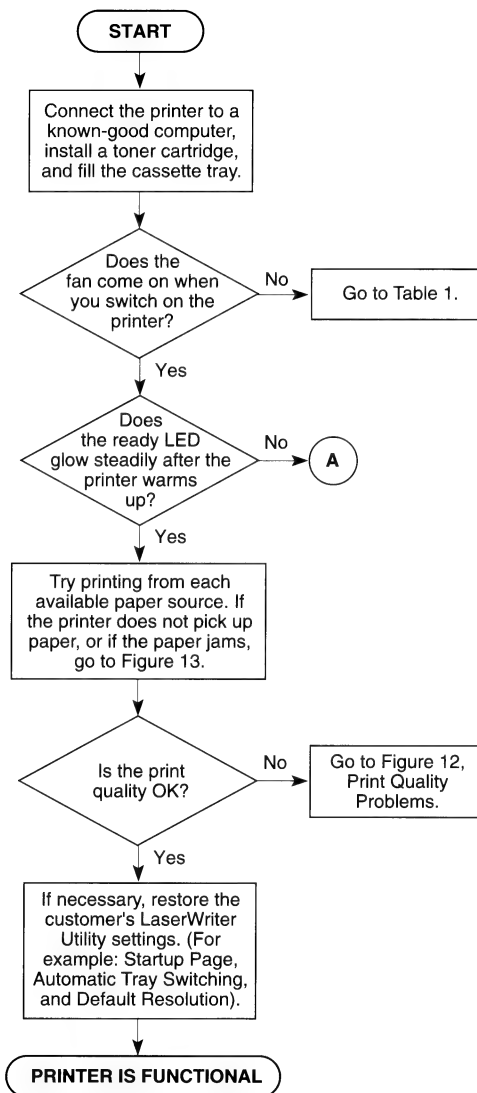 START
Connect the printer to a
known-good computer,
install a toner cartridge,
and fill the cassette tray.
Does the
fan come on when
you switch on the
printer?
No
Go to Table 1.
Yes
Does
the ready LED
glow steadily after the
printer warms
up?
No
A
Yes
Try printing from each
available paper source. If
the printer does not pick up
paper, or if the paper jams,
go to Figure 13.
Is the print
quality OK?
No
Go to Figure 12,
Print Quality
Problems.
Yes
If necessary, restore the
customer's LaserWriter
Utility settings. (For
example: Startup Page,
Automatic Tray Switching,
and Default Resolution).
PRINTER IS FUNCTIONAL